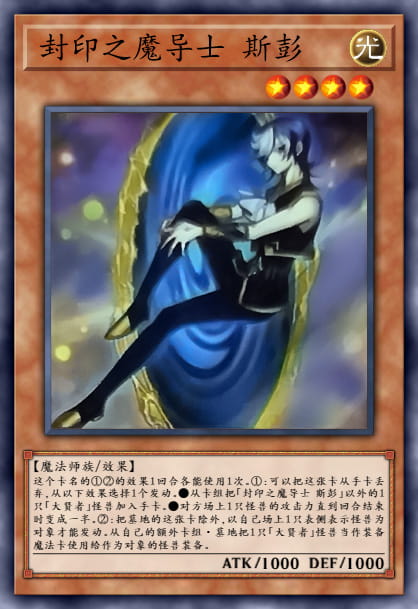 封印之魔导士 斯彭
光
【魔法师族/效果】
这个卡名的①②的效果1回合各能使用1次。①:可以把这张卡从手卡丢
弃,从以下效果选择1个发动。●从卡组把「封印之魔导士 斯彭」以外的
1只「大贤者」怪兽加入手卡。●对方场上1只怪兽的攻击力直到回合结束
时变成一半。②:把墓地的这张卡除外,以自己场上1只表侧表示怪兽为
对象才能发动。从自己的额外卡组·墓地把1只「大贤者」怪兽当作装备
魔法卡使用给作为对象的怪兽装备。
ATK/1000 DEF/1000